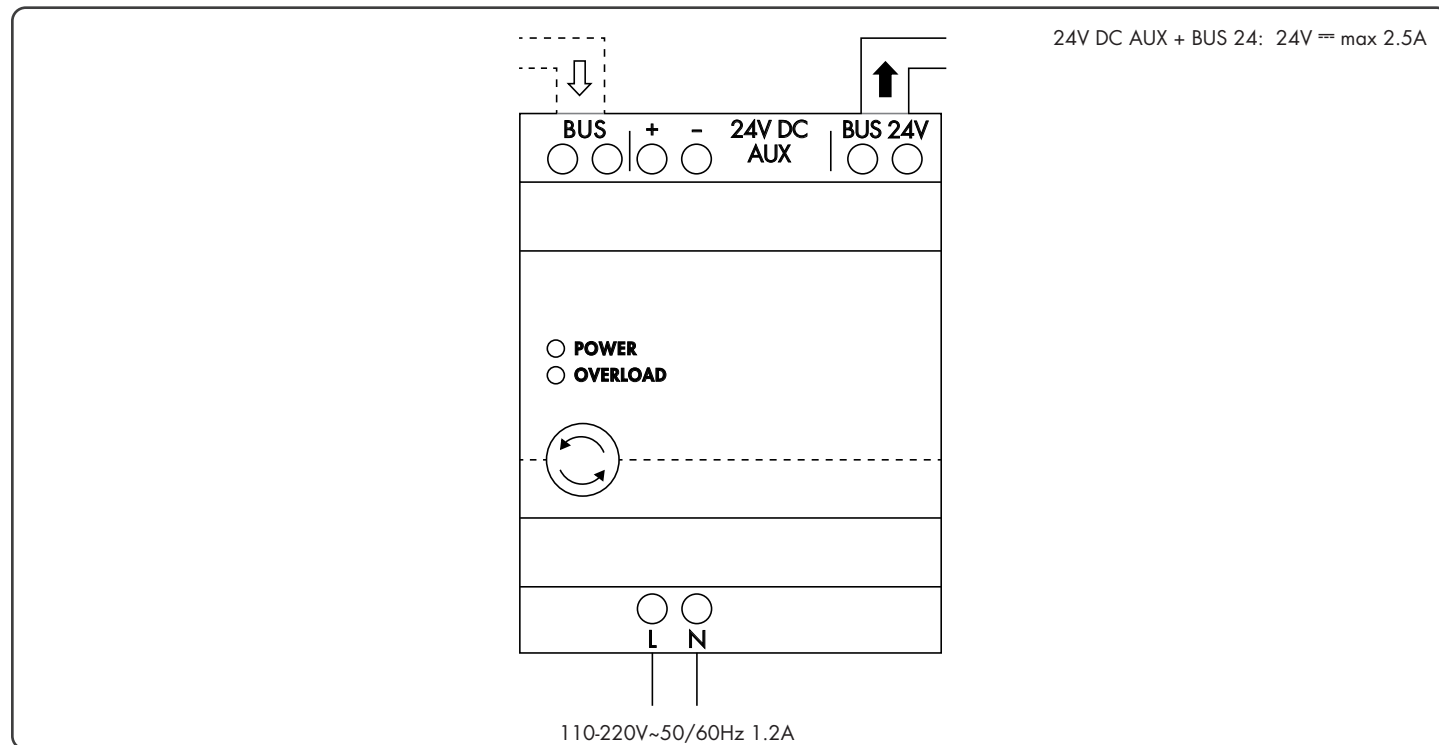 24V DC AUX + BUS 24: 24V ⎓ max 2.5A
BUS + – 24V DC BUS 24V
AUX
POWER
OVERLOAD
L N
110-220V~50/60Hz 1.2A